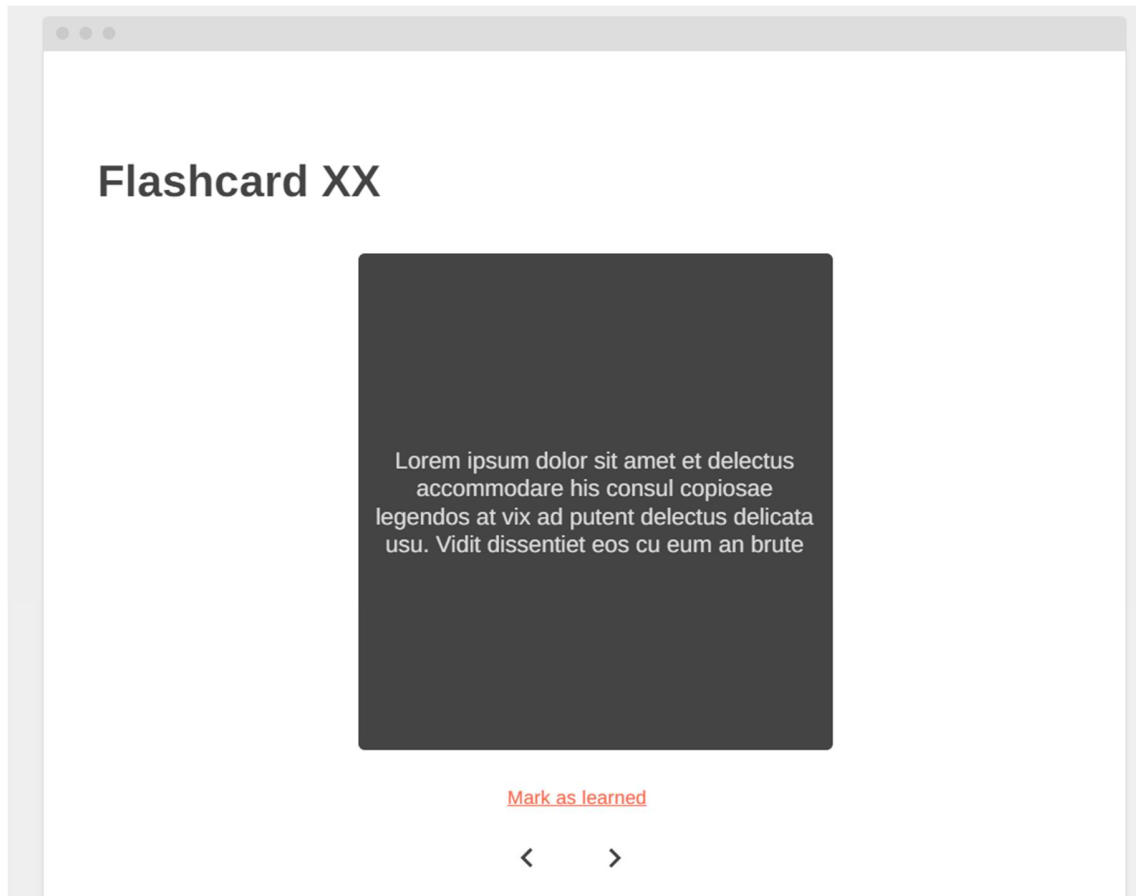 Flashcard XX
Lorem ipsum dolor sit amet et delectus
accommodare his consul copiosae
legendos at vix ad putent delectus delicata
usu. Vidit dissentiet eos cu eum an brute
Mark as learned